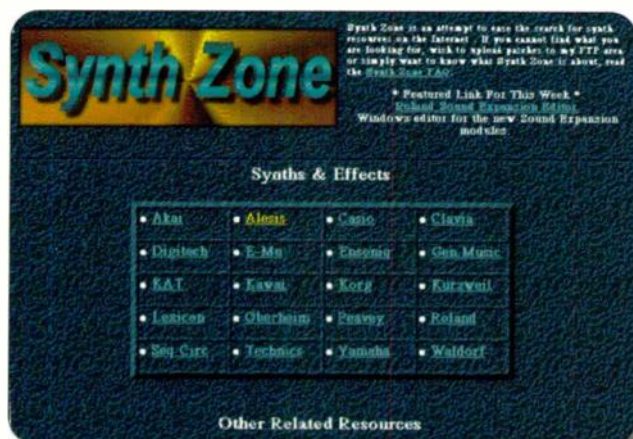 Synth Zone
Synth Zone is an attempt to ease the search for synth
resources on the Internet. If you cannot find what you
are looking for, wish to upload patches to my FTP area
or simply want to know what Synth Zone is about, read
the Synth Zone FAQ.
* Featured Link For This Week *
Roland Sound Expansion Editor
Windows editor for the new Sound Expansion
modules
Synths & Effects
• Akai • Alesis • Casio • Clavia
• Digitech • E-Mu • Ensoniq • Gen Music
• KAT • Kawai • Korg • Kurzweil
• Lexicon • Oberheim • Peavey • Roland
• Seq Circ • Technics • Yamaha • Waldorf
Other Related Resources